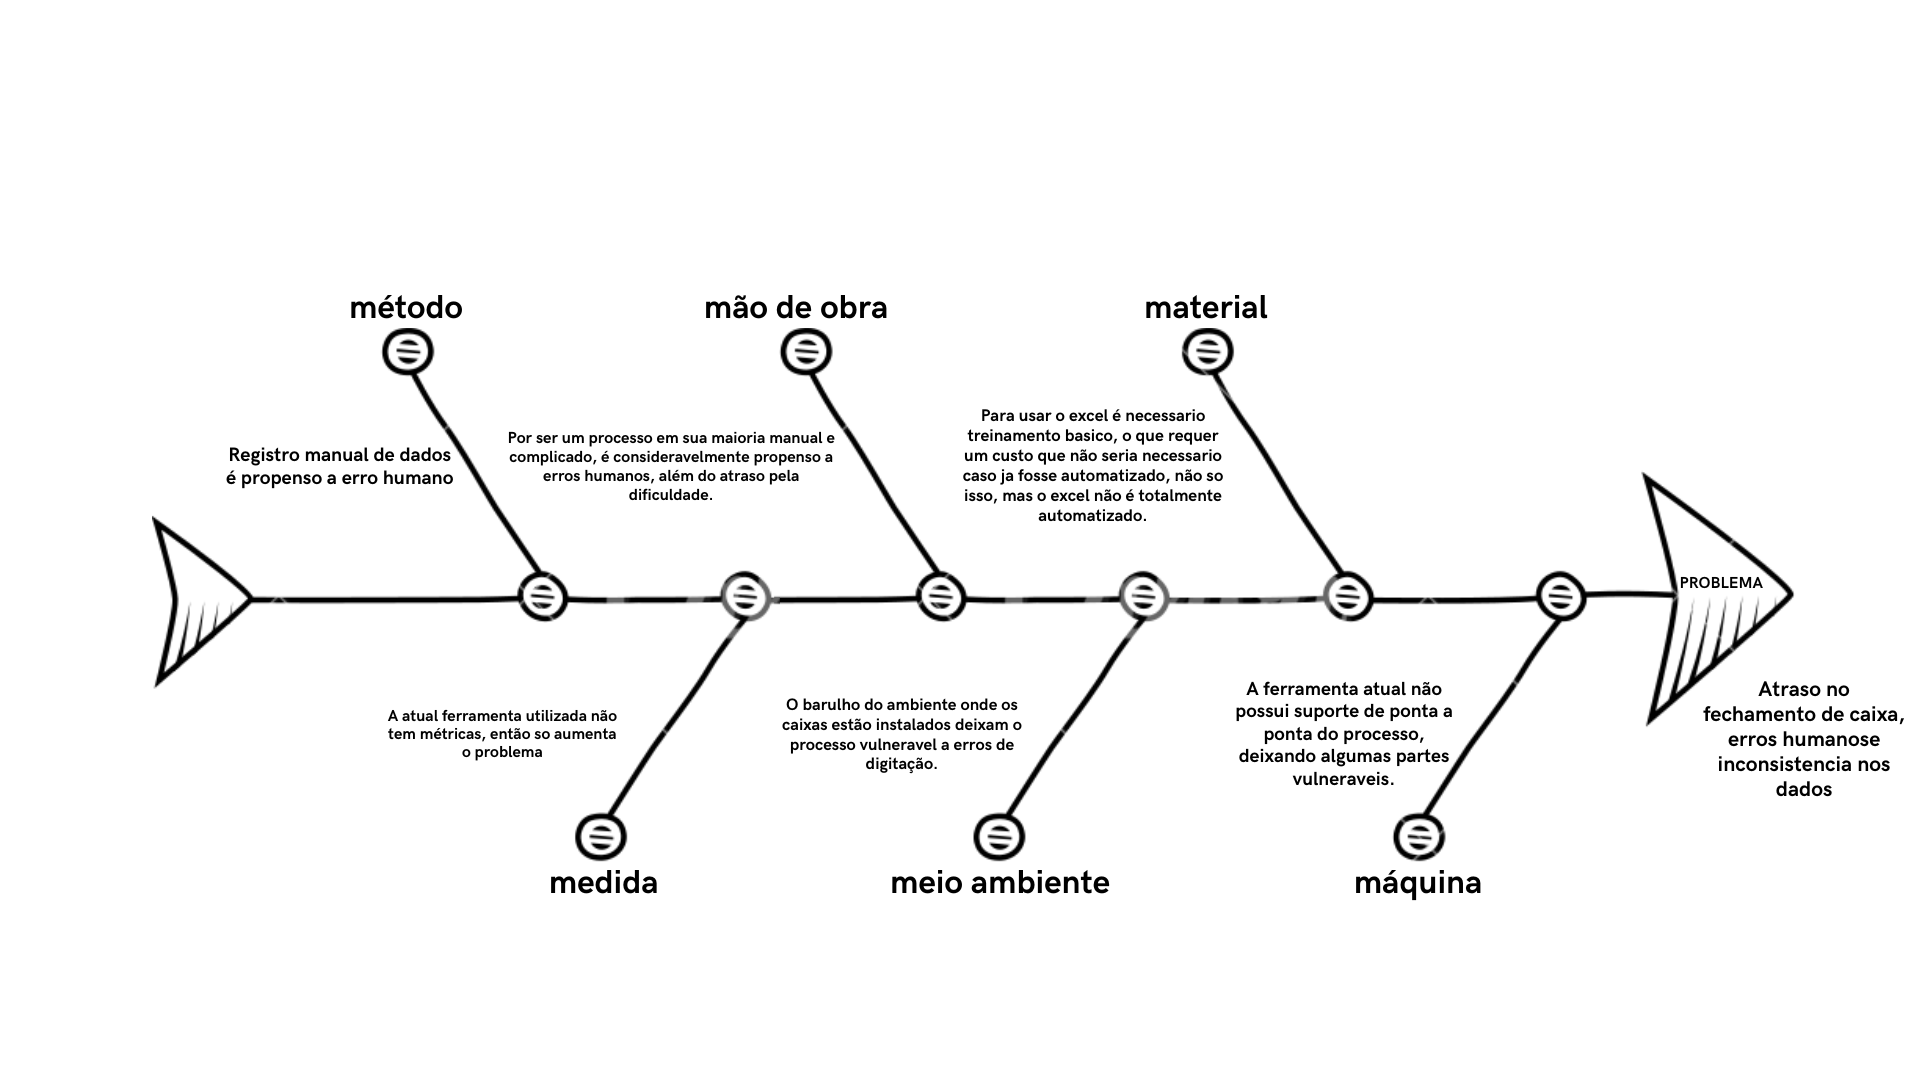 método
mão de obra
material
Registro manual de dados
é propenso a erro humano
Por ser um processo em sua maioria manual e
complicado, é consideravelmente propenso a
erros humanos, além do atraso pela
dificuldade.
Para usar o excel é necessario
treinamento basico, o que requer
um custo que não seria necessario
caso ja fosse automatizado, não so
isso, mas o excel não é totalmente
automatizado.
PROBLEMA
Atraso no
fechamento de caixa,
erros humanose
inconsistencia nos
dados
A atual ferramenta utilizada não
tem métricas, então so aumenta
o problema
O barulho do ambiente onde os
caixas estão instalados deixam o
processo vulneravel a erros de
digitação.
A ferramenta atual não
possui suporte de ponta a
ponta do processo,
deixando algumas partes
vulneraveis.
medida
meio ambiente
máquina